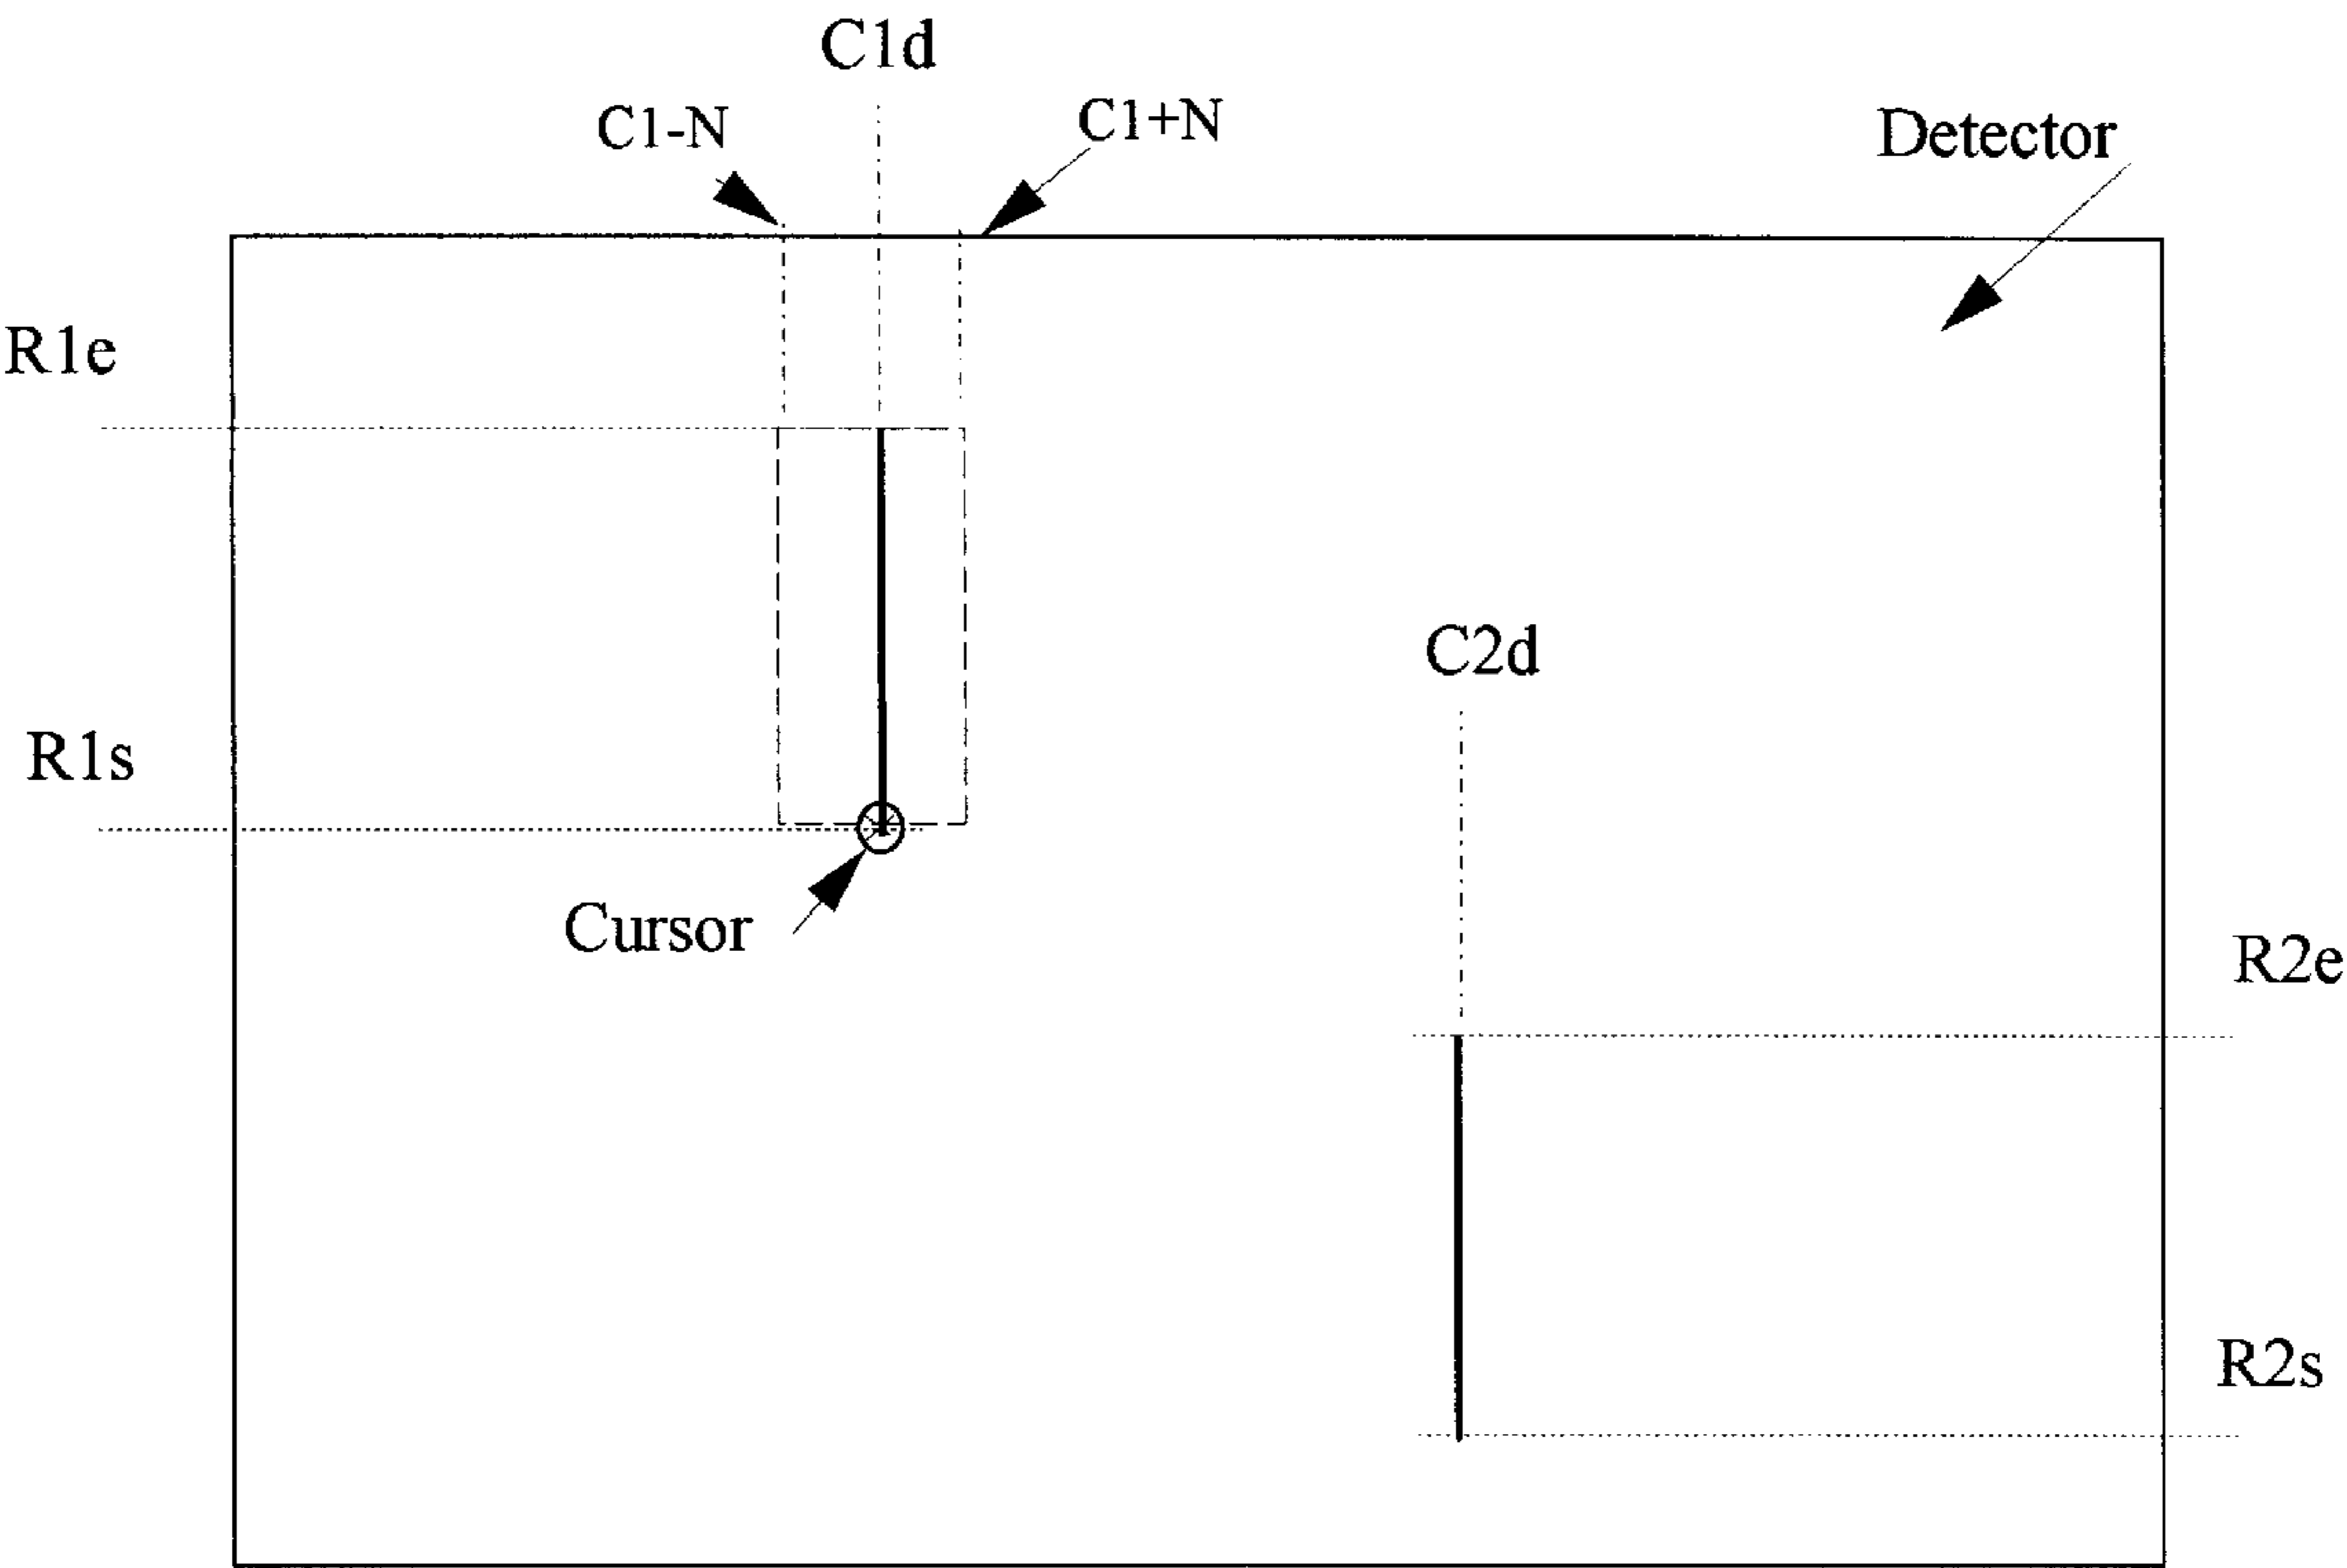 C1d
C1-N
C1+N
Detector
R1e
C2d
R1s
Cursor
R2e
R2s